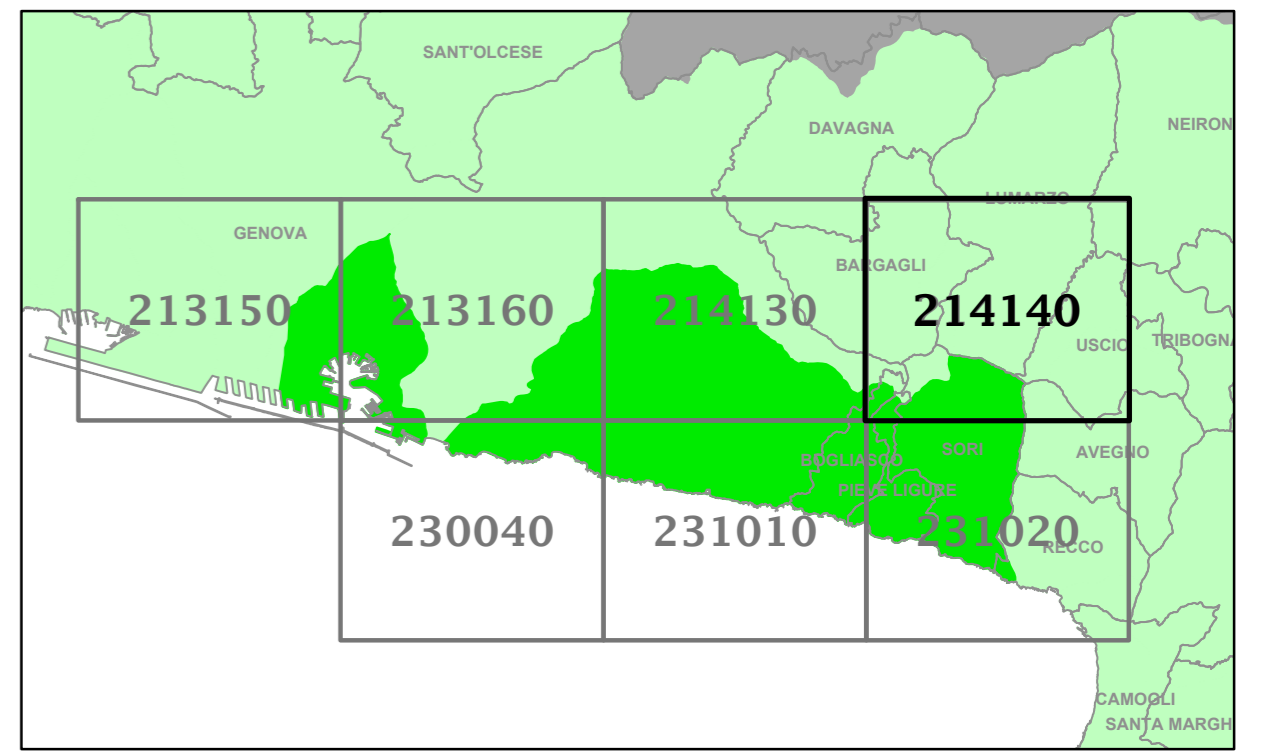 SANT'OLCESE
DAVAGNA
NEIRON
LUMARZO
GENOVA
BARGAGLI
213150
213160
214130
214140
USCIO
TRIBOGNA
SORI
AVEGNO
BOGLIASCO
PIEVE LIGURE
230040
231010
231020
RECCO
CAMOGLI
SANTA MARGH